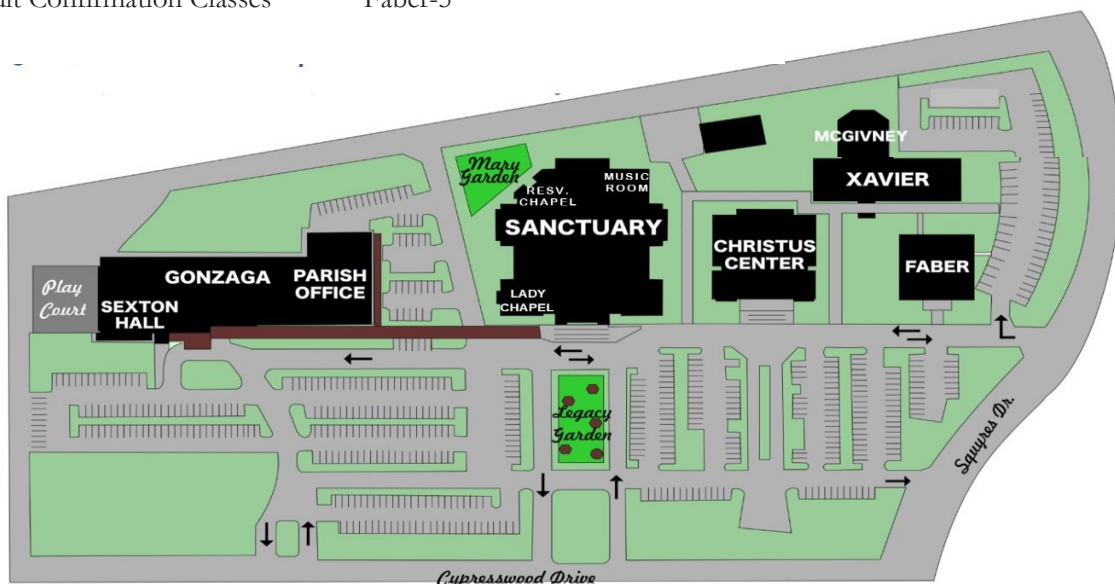 Confirmation Classes Faber-5
Mary
Garden
RESV.
CHAPEL
MUSIC
ROOM
SANCTUARY
LADY
CHAPEL
MCGIVNEY
XAVIER
CHRISTUS
CENTER
FABER
GONZAGA
PARISH
OFFICE
SEXTON
HALL
Play
Court
Legacy
Garden
Squyres Dr.
Cypresswood Drive